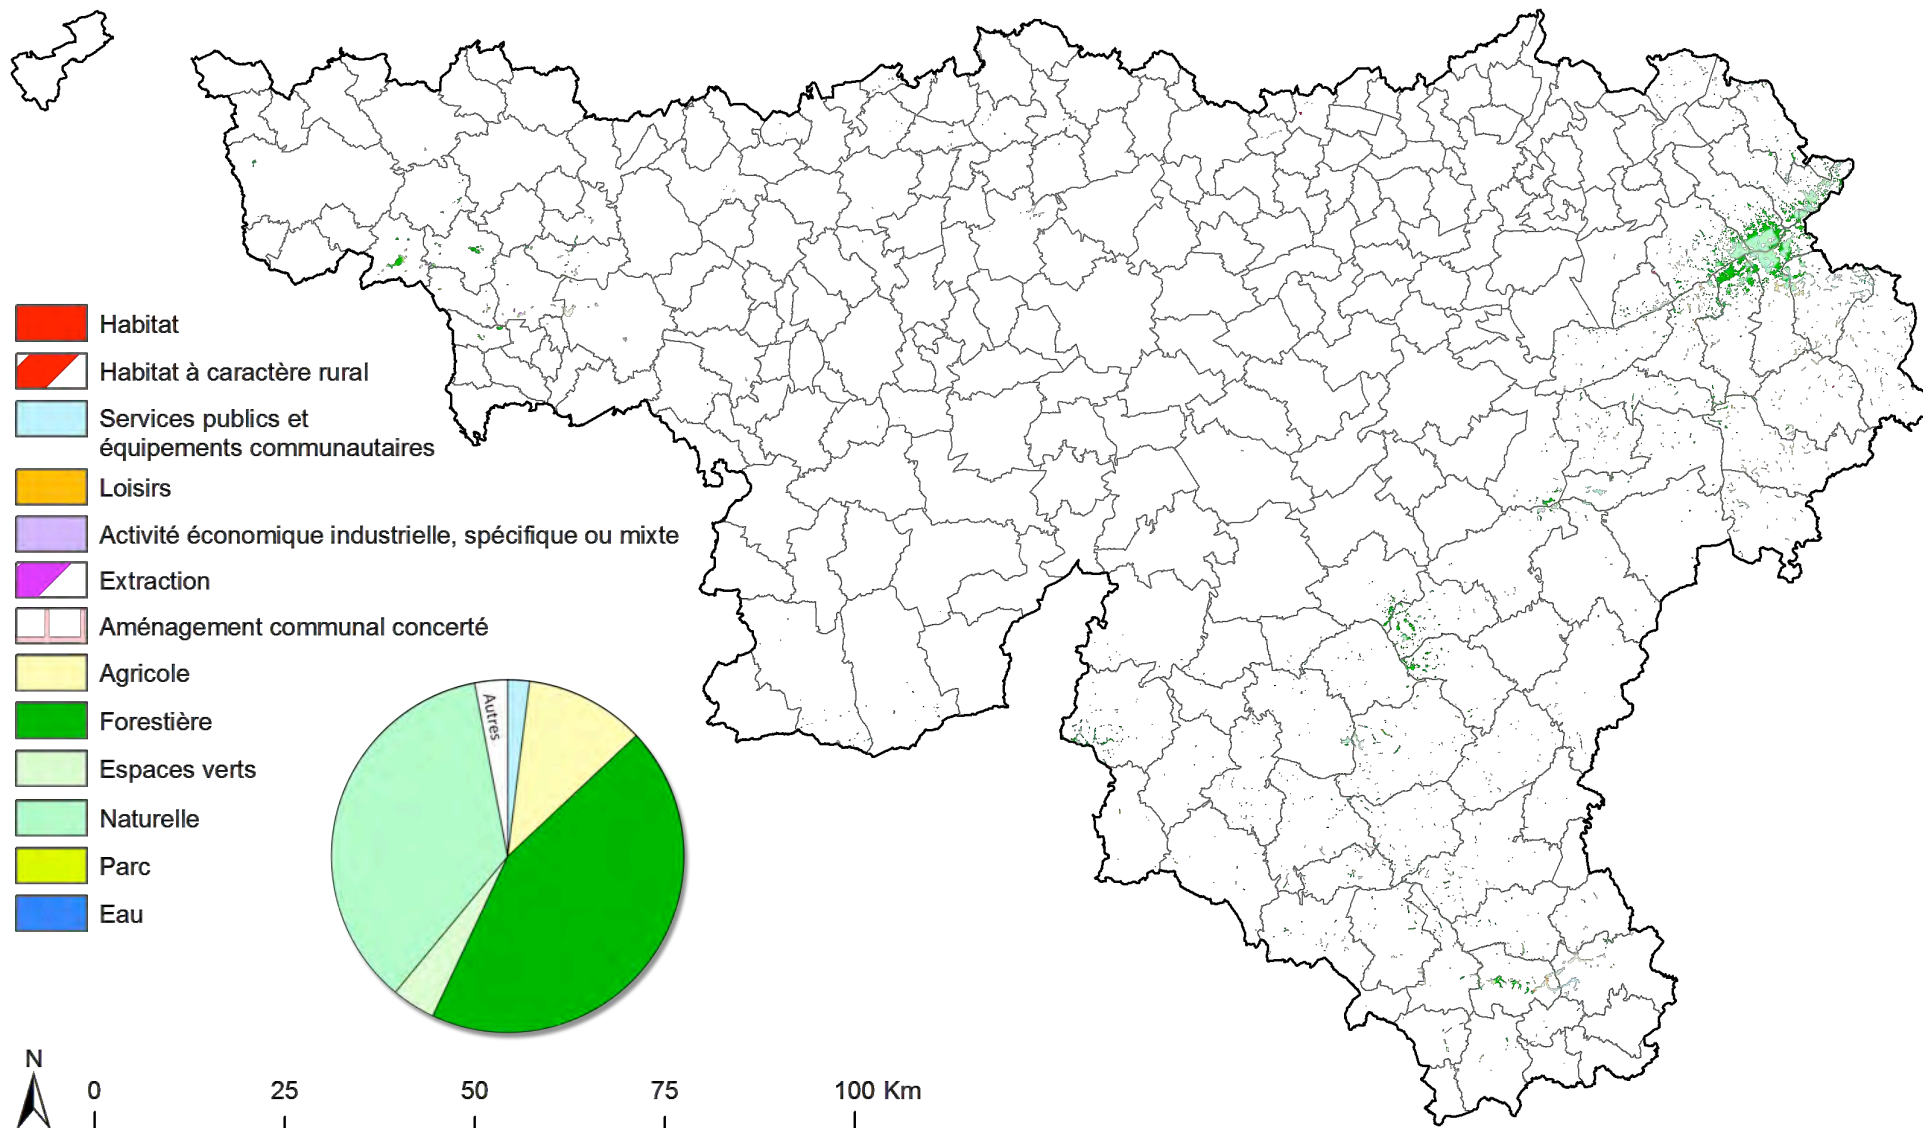 Habitat
Habitat à caractère rural
Services publics et
équipements communautaires
Loisirs
Activité économique industrielle, spécifique ou mixte
Extraction
Aménagement communal concerté
Agricole
Forestière
Espaces verts
Naturelle
Parc
Eau
Autres
N
0 25 50 75 100 Km